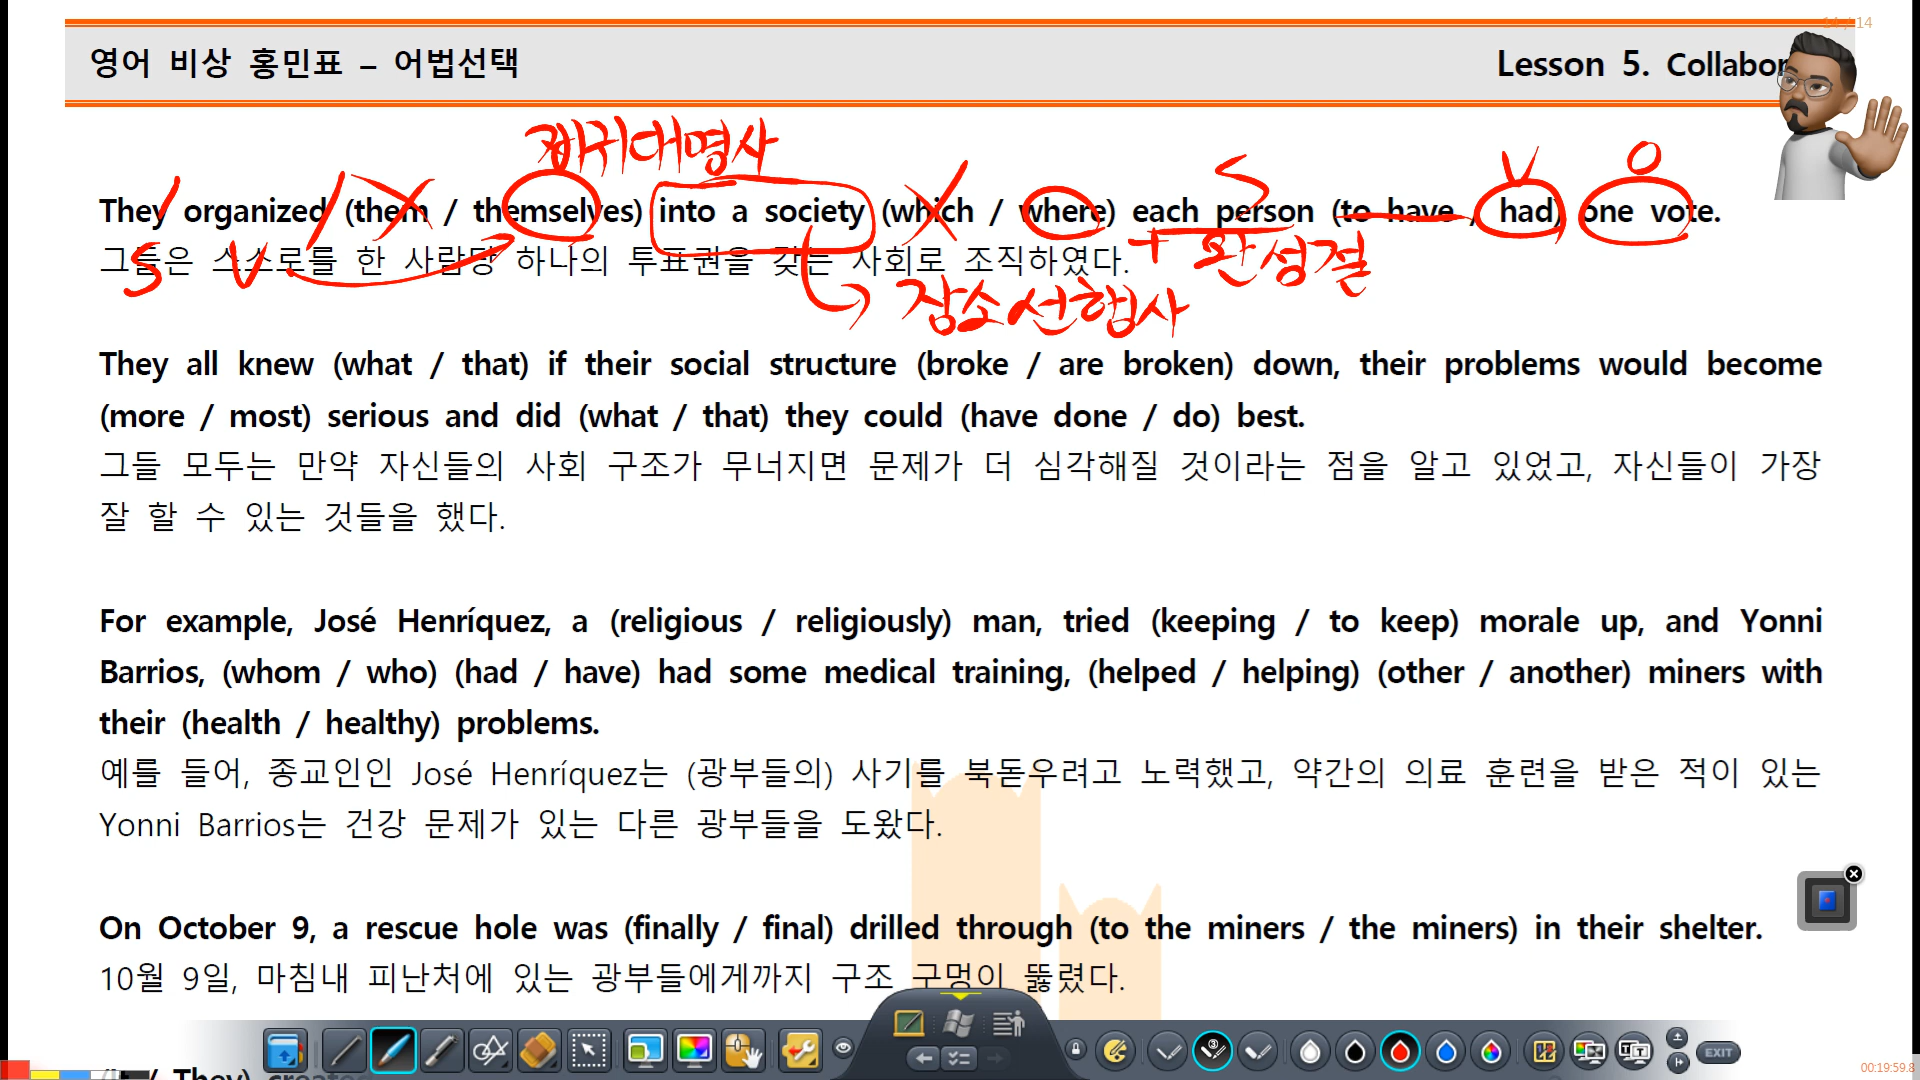 영어 비상 홍민표 – 어법선택
Lesson 5. Collabor
재귀대명사
S V O
They organized (them / themselves) into a society (which / where) each person (to have / had) one vote.
S V
+ 완성절
그들은 스스로를 한 사람당 하나의 투표권을 갖는 사회로 조직하였다.
장소선행사
They all knew (what / that) if their social structure (broke / are broken) down, their problems would become
(more / most) serious and did (what / that) they could (have done / do) best.
그들 모두는 만약 자신들의 사회 구조가 무너지면 문제가 더 심각해질 것이라는 점을 알고 있었고, 자신들이 가장
잘 할 수 있는 것들을 했다.
For example, José Henríquez, a (religious / religiously) man, tried (keeping / to keep) morale up, and Yonni
Barrios, (whom / who) (had / have) had some medical training, (helped / helping) (other / another) miners with
their (health / healthy) problems.
예를 들어, 종교인인 José Henríquez는 (광부들의) 사기를 북돋우려고 노력했고, 약간의 의료 훈련을 받은 적이 있는
Yonni Barrios는 건강 문제가 있는 다른 광부들을 도왔다.
On October 9, a rescue hole was (finally / final) drilled through (to the miners / the miners) in their shelter.
10월 9일, 마침내 피난처에 있는 광부들에게까지 구조 구멍이 뚫렸다.
/ They)
EXIT
00:19:59.8